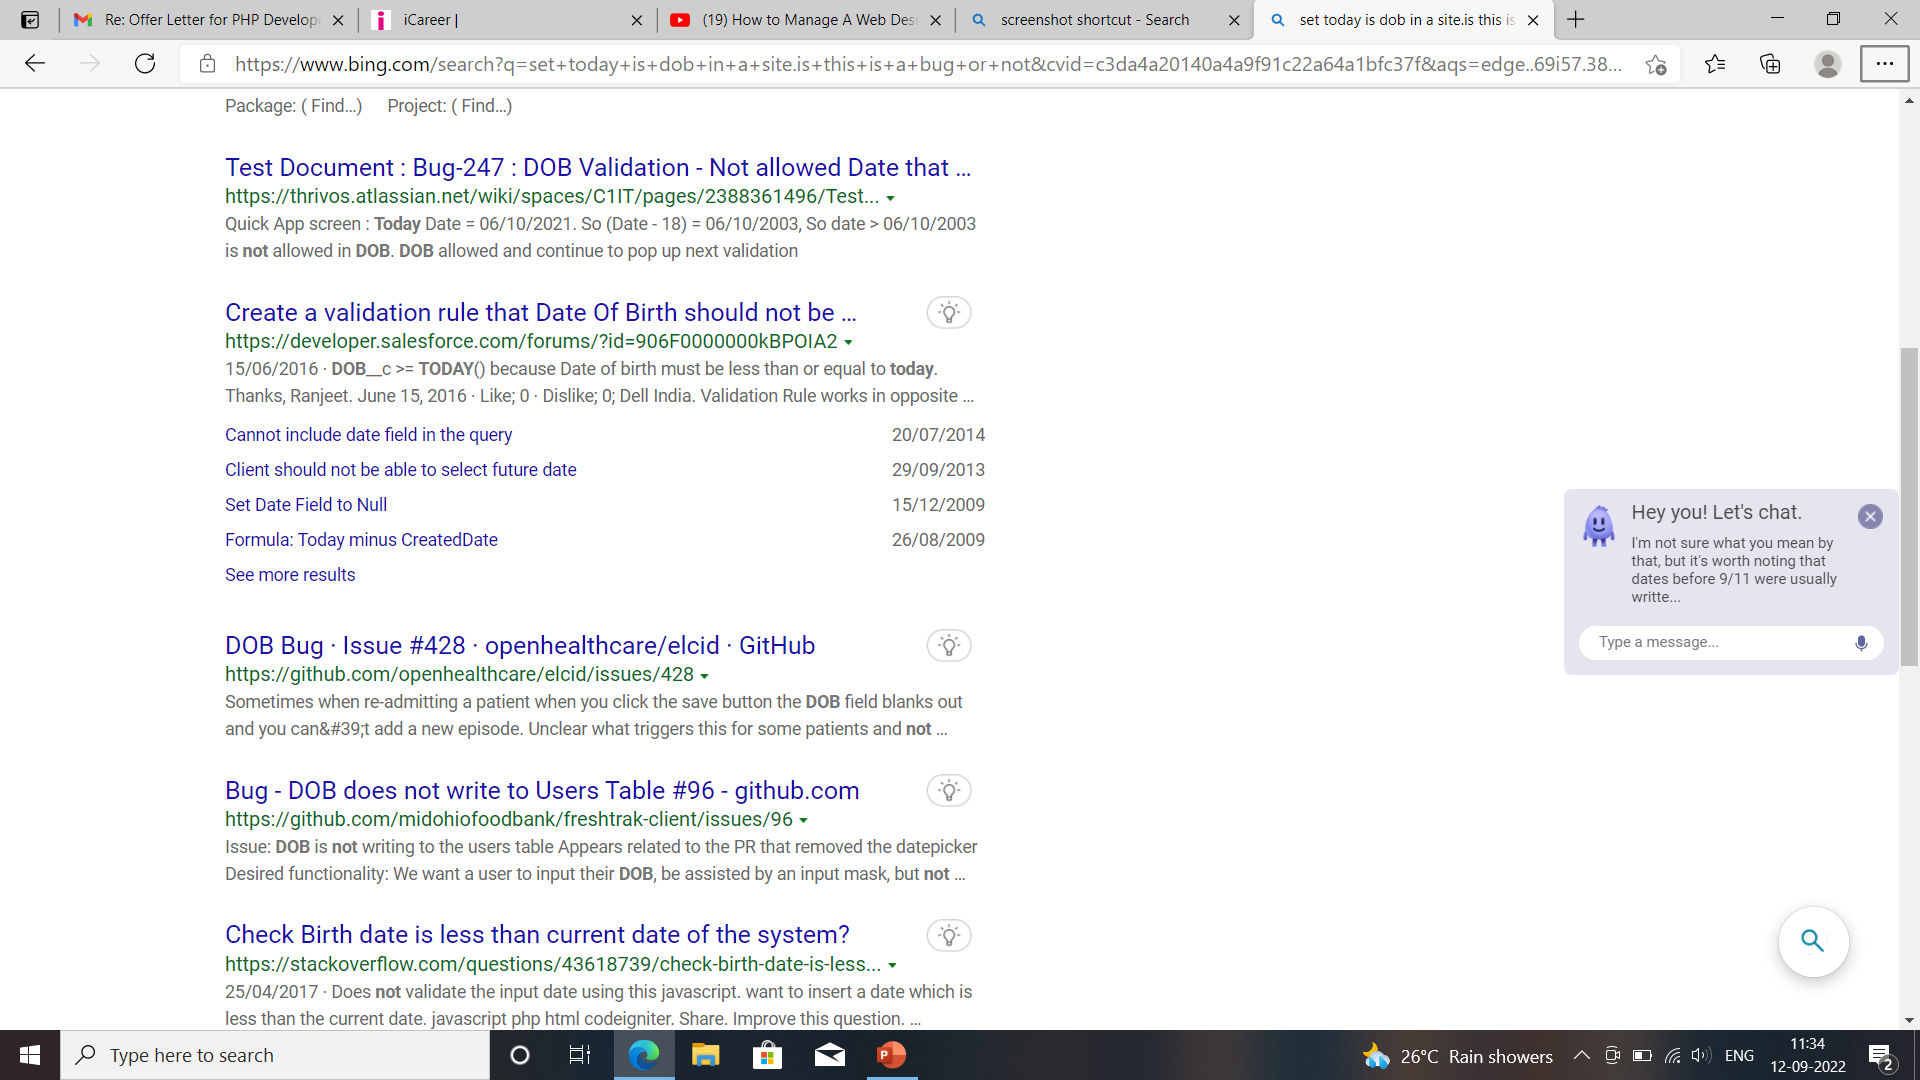 Re: Offer Letter for PHP Develope
iCareer |
(19) How to Manage A Web Desi
screenshot shortcut - Search
set today is dob in a site.is this is
https://www.bing.com/search?q=set+today+is+dob+in+a+site.is+this+is+a+bug+or+not&cvid=c3da4a20140a4a9f91c22a64a1bfc37f&aqs=edge..69i57.38...
Package: ( Find...) Project: ( Find...)
Test Document : Bug-247 : DOB Validation - Not allowed Date that ...
https://thrivos.atlassian.net/wiki/spaces/C1IT/pages/2388361496/Test...
Quick App screen : Today Date = 06/10/2021. So (Date - 18) = 06/10/2003, So date > 06/10/2003
is not allowed in DOB. DOB allowed and continue to pop up next validation
Create a validation rule that Date Of Birth should not be ...
https://developer.salesforce.com/forums/?id=906F0000000kBPOIA2
15/06/2016 · DOB__c >= TODAY() because Date of birth must be less than or equal to today.
Thanks, Ranjeet. June 15, 2016 · Like; 0 · Dislike; 0; Dell India. Validation Rule works in opposite ...
Cannot include date field in the query 20/07/2014
Client should not be able to select future date 29/09/2013
Set Date Field to Null 15/12/2009
Formula: Today minus CreatedDate 26/08/2009
See more results
DOB Bug · Issue #428 · openhealthcare/elcid · GitHub
https://github.com/openhealthcare/elcid/issues/428
Sometimes when re-admitting a patient when you click the save button the DOB field blanks out
and you can&#39;t add a new episode. Unclear what triggers this for some patients and not ...
Bug - DOB does not write to Users Table #96 - github.com
https://github.com/midohiofoodbank/freshtrak-client/issues/96
Issue: DOB is not writing to the users table Appears related to the PR that removed the datepicker
Desired functionality: We want a user to input their DOB, be assisted by an input mask, but not ...
Check Birth date is less than current date of the system?
https://stackoverflow.com/questions/43618739/check-birth-date-is-less...
25/04/2017 · Does not validate the input date using this javascript. want to insert a date which is
less than the current date. javascript php html codeigniter. Share. Improve this question. ...
Hey you! Let's chat.
I'm not sure what you mean by
that, but it's worth noting that
dates before 9/11 were usually
writte...
Type a message...
Type here to search
P
26°C Rain showers
ENG
11:34
12-09-2022
2